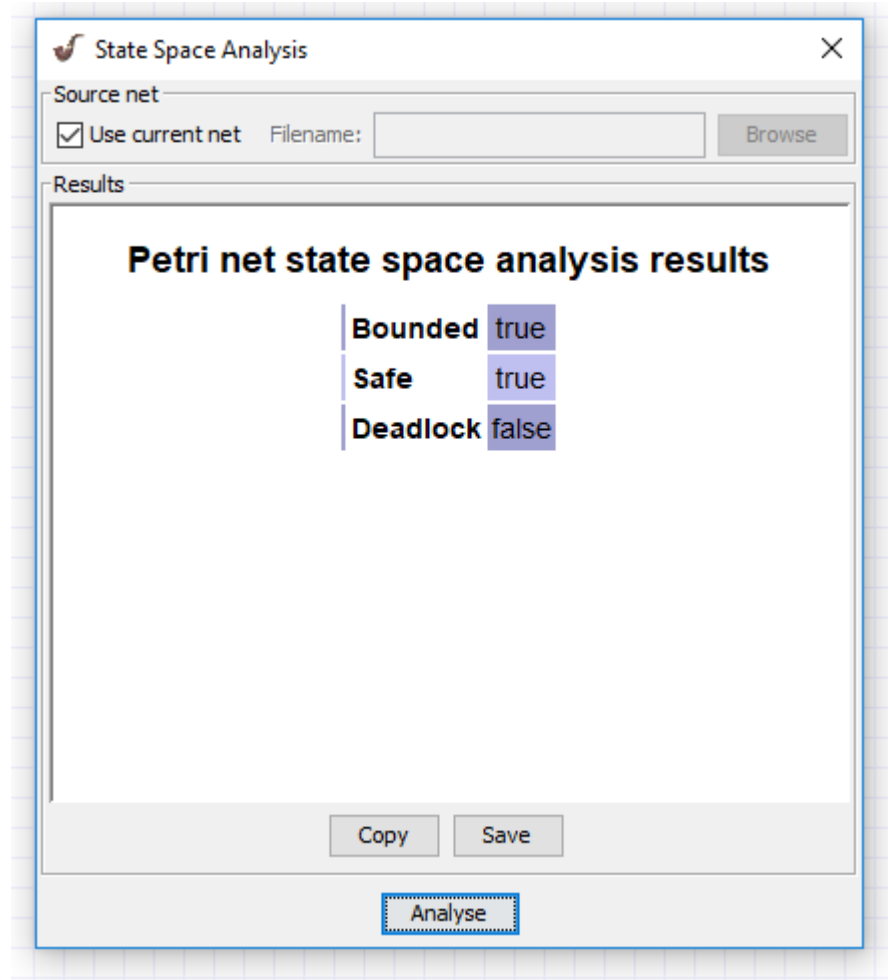 State Space Analysis
Source net
Use current net Filename: Browse
Results
Petri net state space analysis results
Bounded true
Safe true
Deadlock false
Copy Save
Analyse